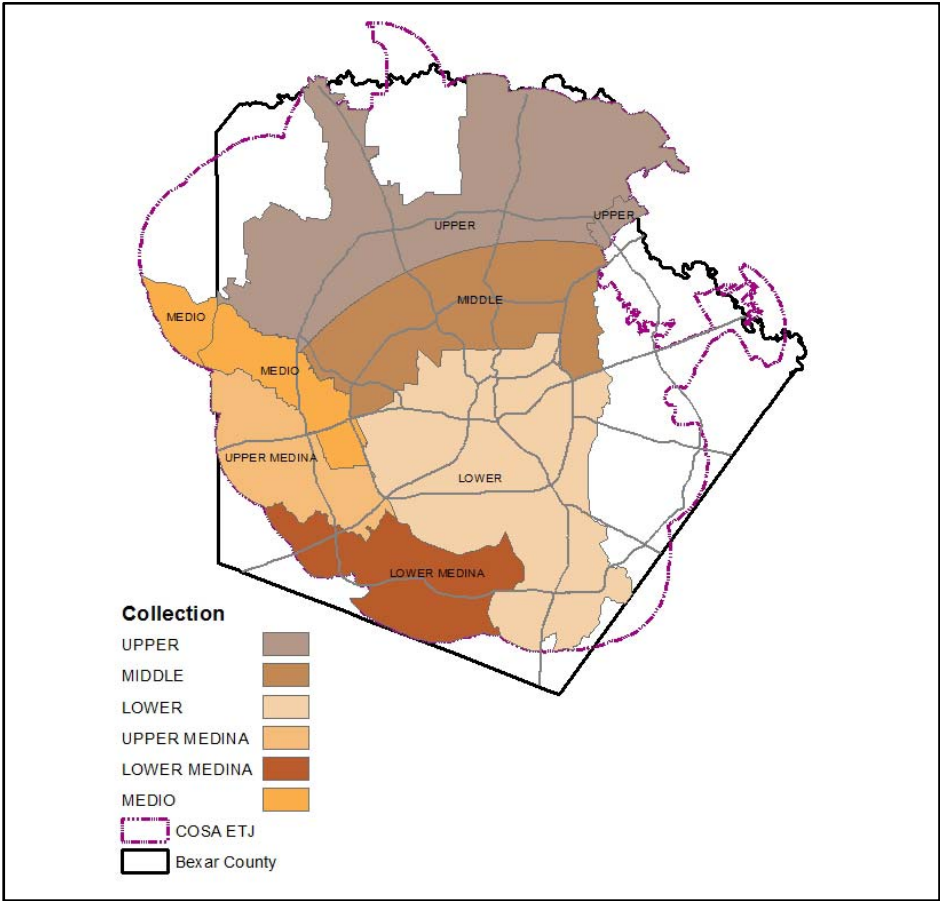 UPPER
UPPER
MIDDLE
MEDIO
MEDIO
UPPER MEDINA
LOWER
LOWER MEDINA
Collection
UPPER
MIDDLE
LOWER
UPPER MEDINA
LOWER MEDINA
MEDIO
COSA ETJ
Bexar County